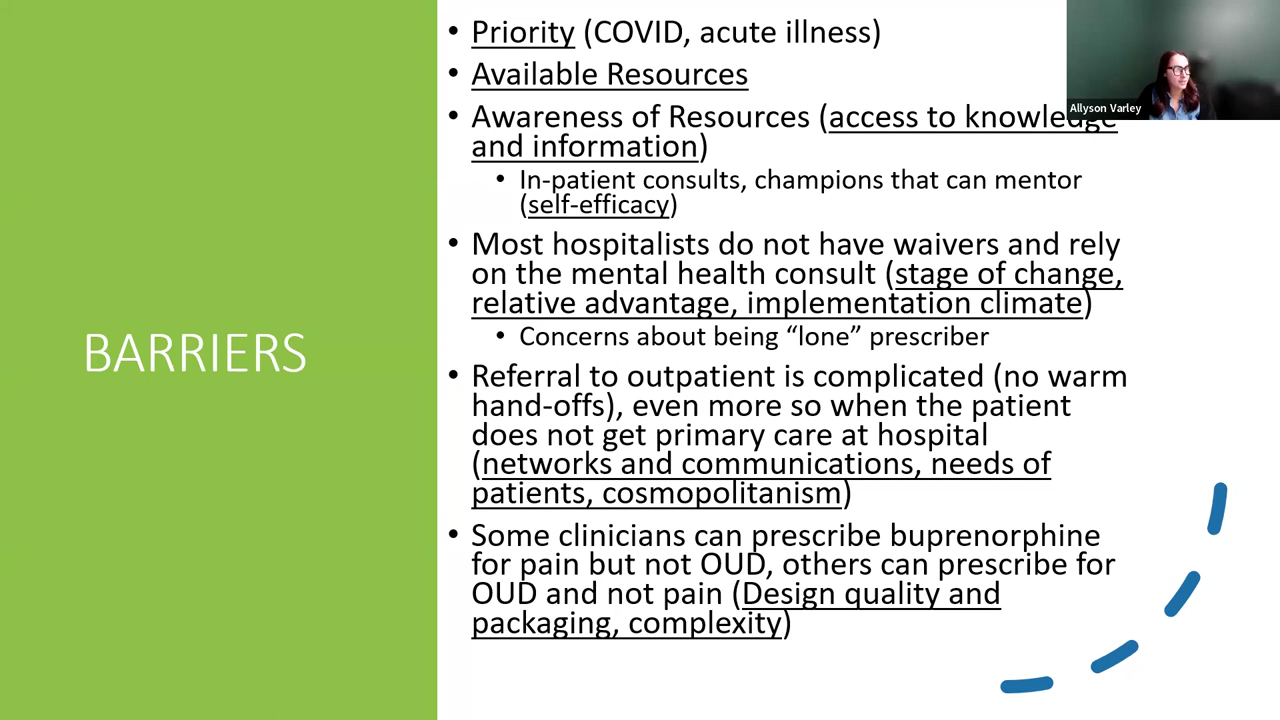 BARRIERS
• Priority (COVID, acute illness)
• Available Resources
• Awareness of Resources (access to knowledge
and information)
• In-patient consults, champions that can mentor
(self-efficacy)
• Most hospitalists do not have waivers and rely
on the mental health consult (stage of change,
relative advantage, implementation climate)
• Concerns about being “lone” prescriber
• Referral to outpatient is complicated (no warm
hand-offs), even more so when the patient
does not get primary care at hospital
(networks and communications, needs of
patients, cosmopolitanism)
• Some clinicians can prescribe buprenorphine
for pain but not OUD, others can prescribe for
OUD and not pain (Design quality and
packaging, complexity)
Allyson Varley